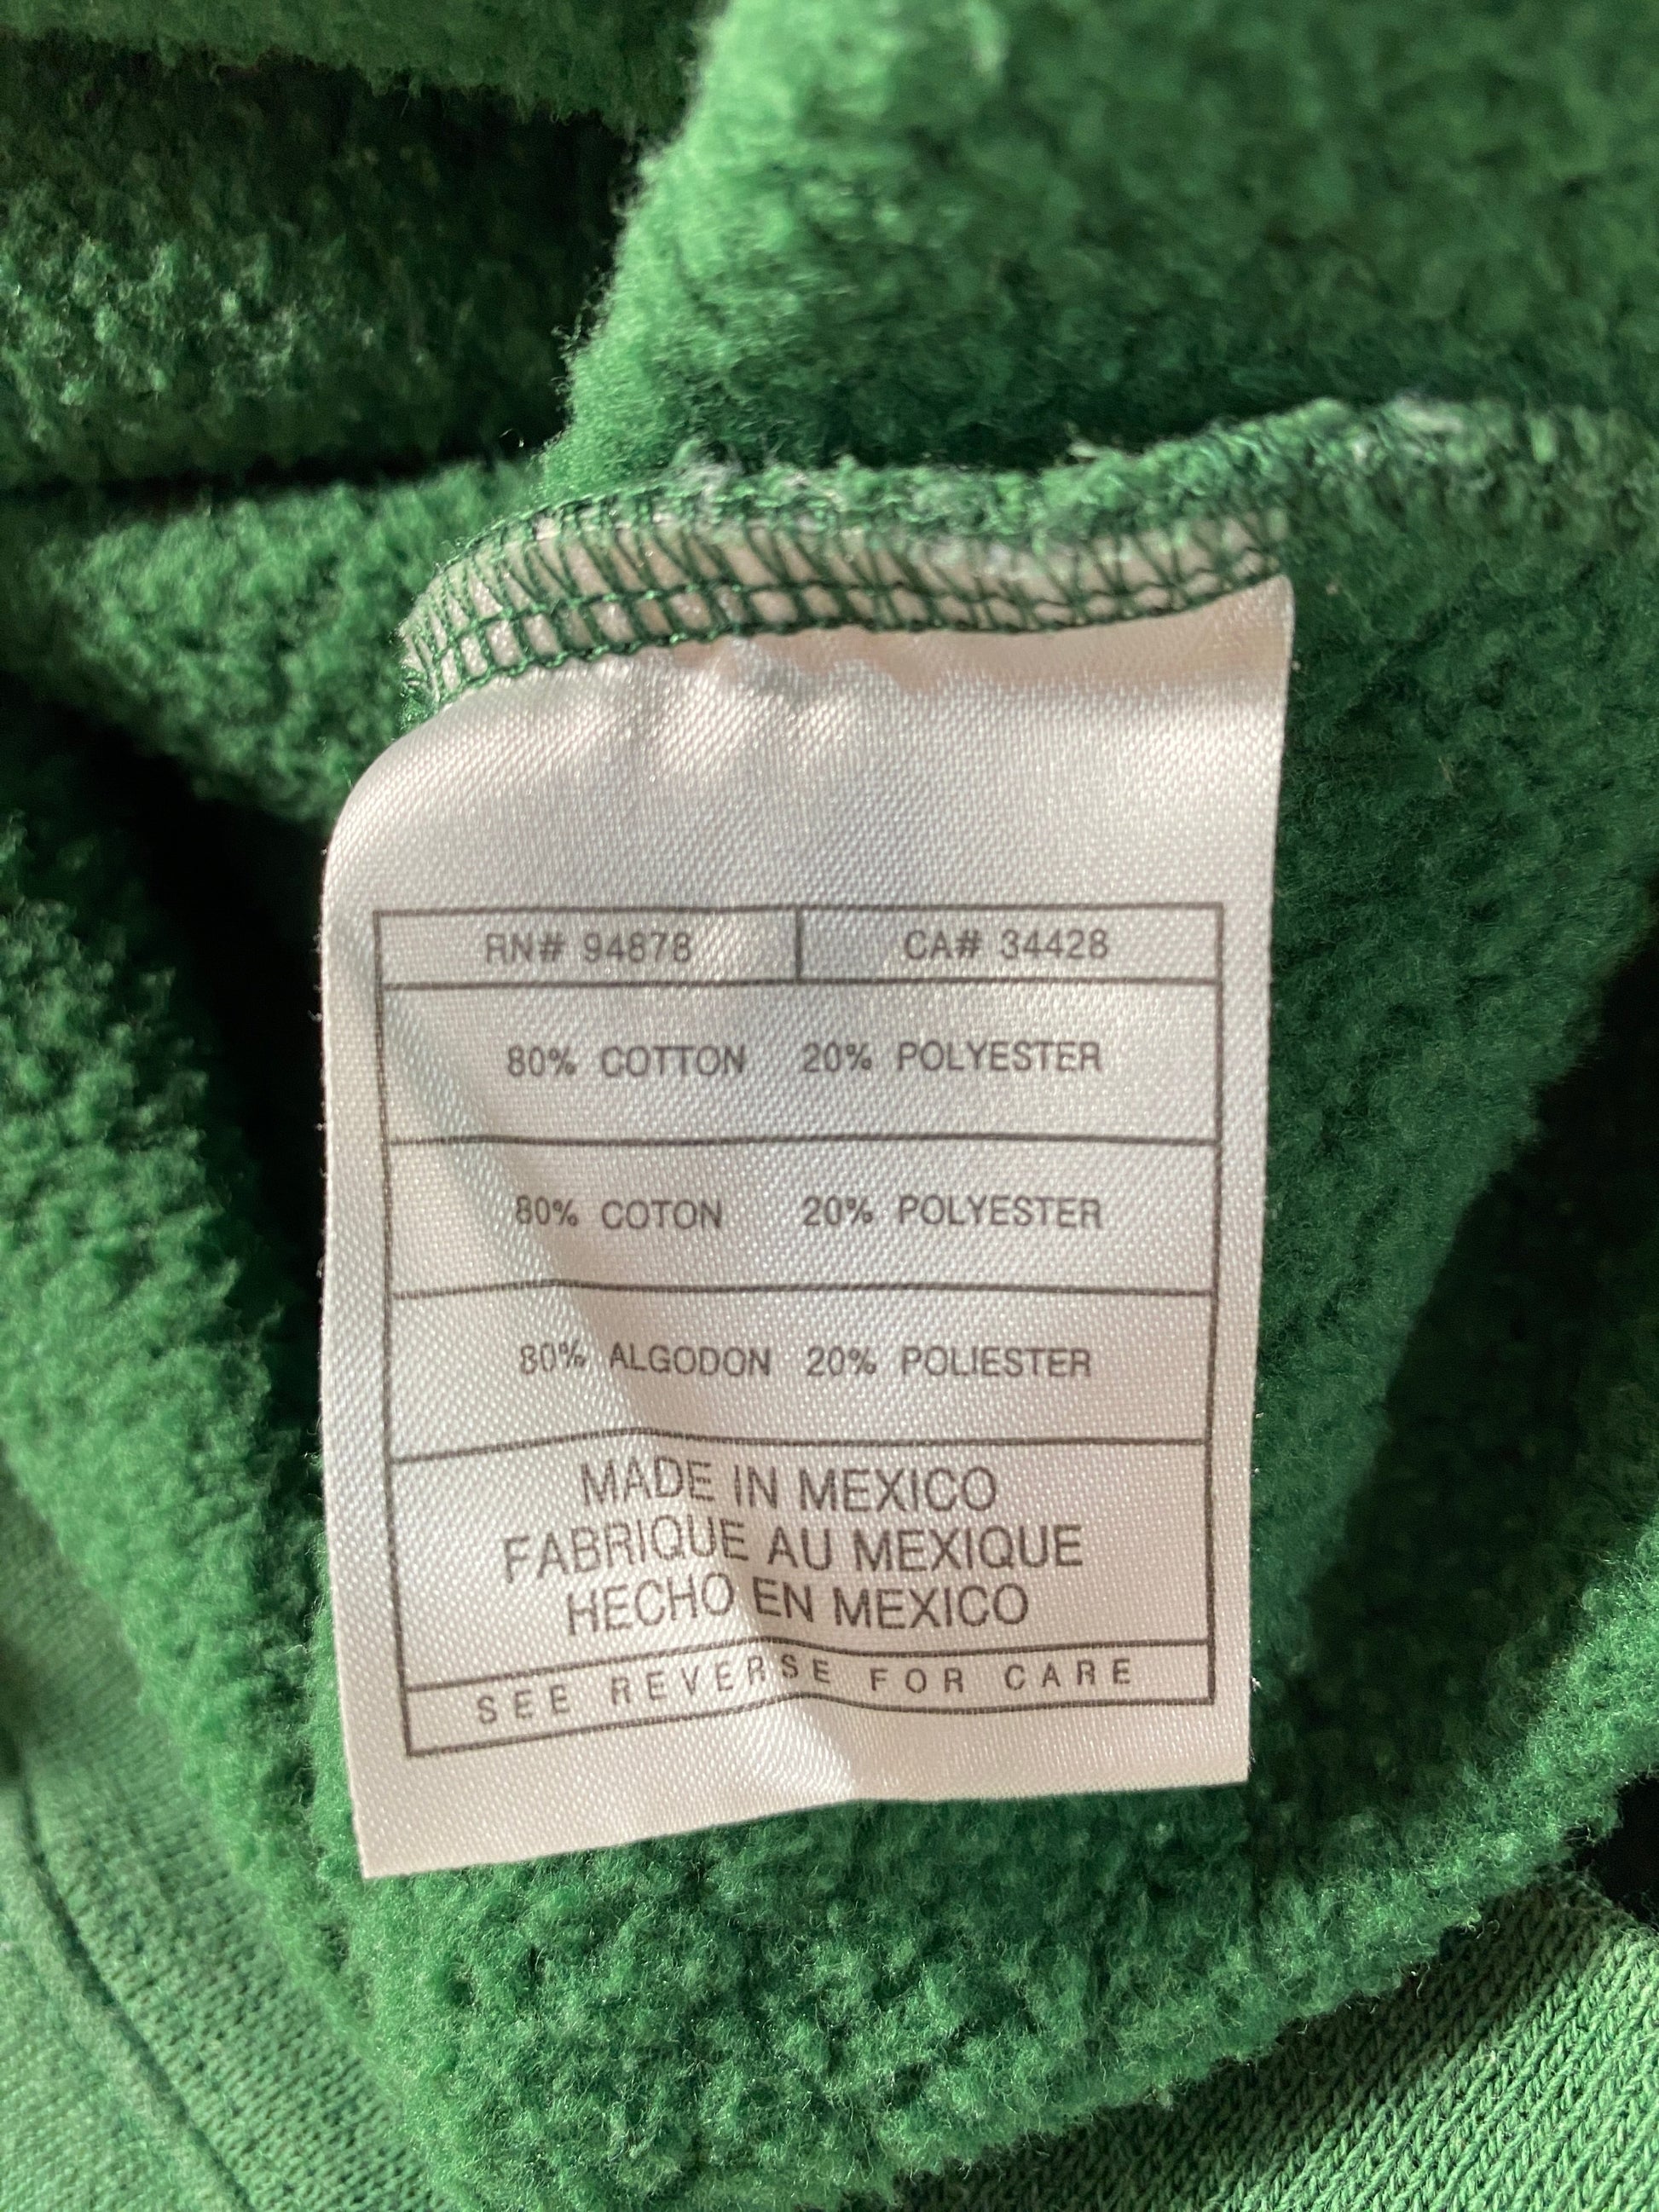 RN# 94878 CA# 34428
80% COTTON 20% POLYESTER
80% COTON 20% POLYESTER
80% ALGODON 20% POLIESTER
MADE IN MEXICO
FABRIQUE AU MEXIQUE
HECHO EN MEXICO
SEE REVERSE FOR CARE